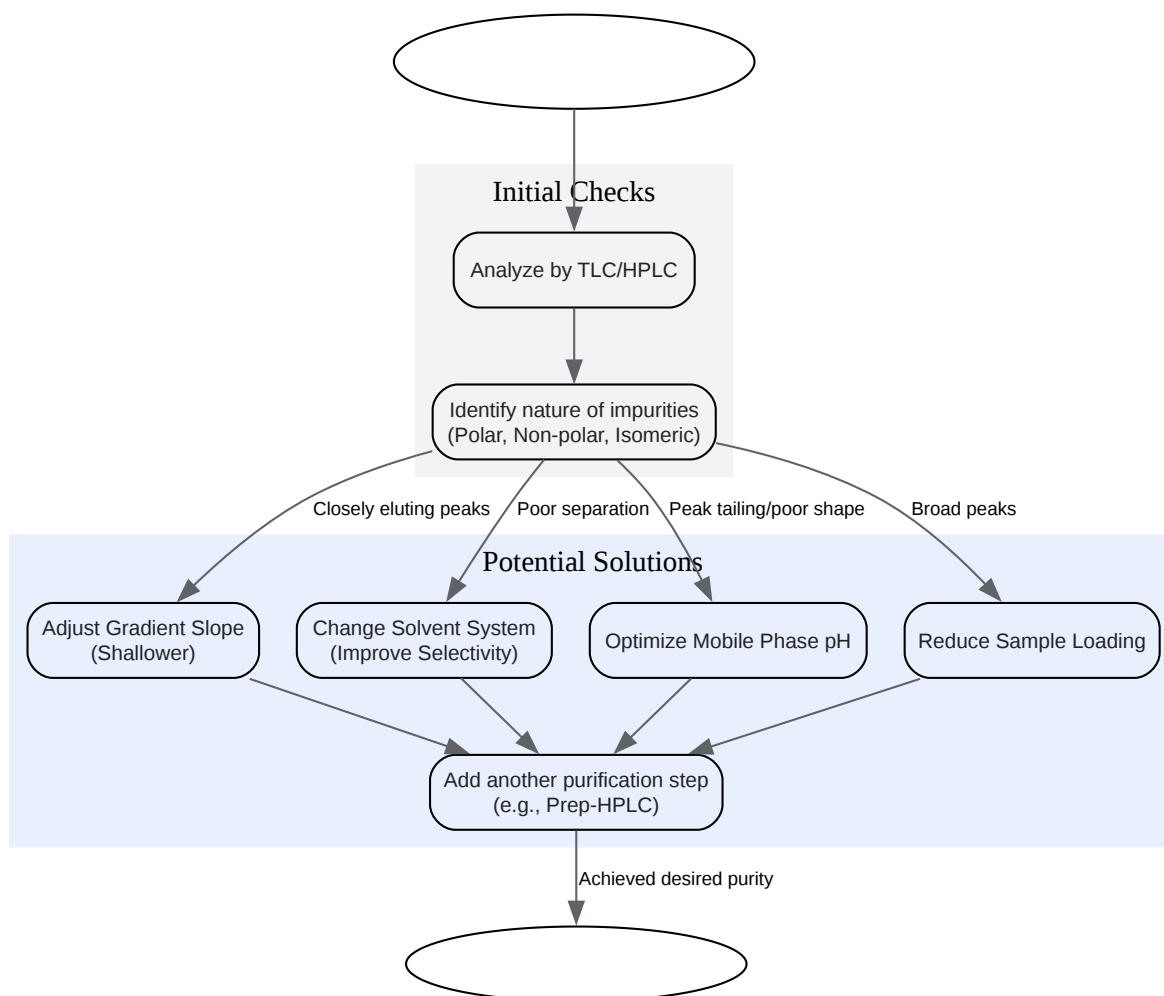 Initial Checks
Analyze by TLC/HPLC
Identify nature of impurities
(Polar, Non-polar, Isomeric)
Closely eluting peaks
Poor separation
Peak tailing/poor shape
Broad peaks
Potential Solutions
Adjust Gradient Slope
(Shallower)
Change Solvent System
(Improve Selectivity)
Optimize Mobile Phase pH
Reduce Sample Loading
Add another purification step
(e.g., Prep-HPLC)
Achieved desired purity